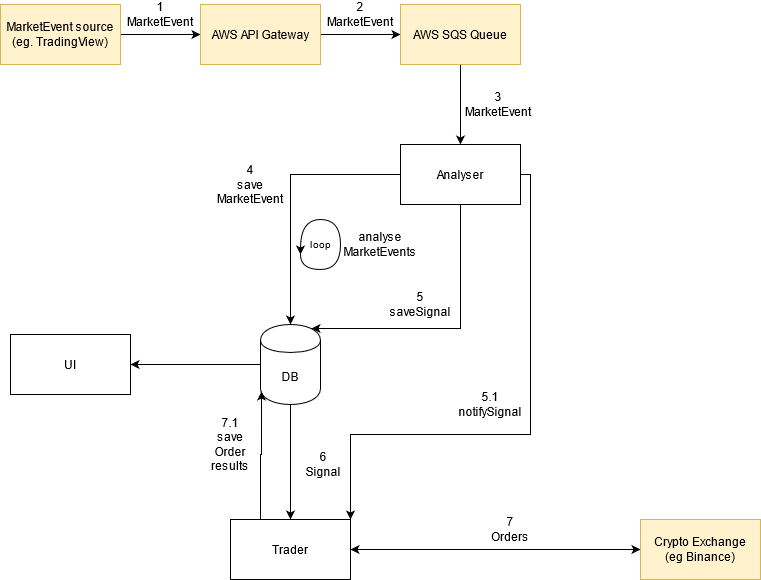 MarketEvent source
(eg. TradingView)
1
MarketEvent
AWS API Gateway
2
MarketEvent
AWS SQS Queue
3
MarketEvent
Analyser
4
save
MarketEvent
loop
analyse
MarketEvents
5
saveSignal
UI
DB
5.1
notifySignal
7.1
save
Order
results
6
Signal
Trader
7
Orders
Crypto Exchange
(eg Binance)